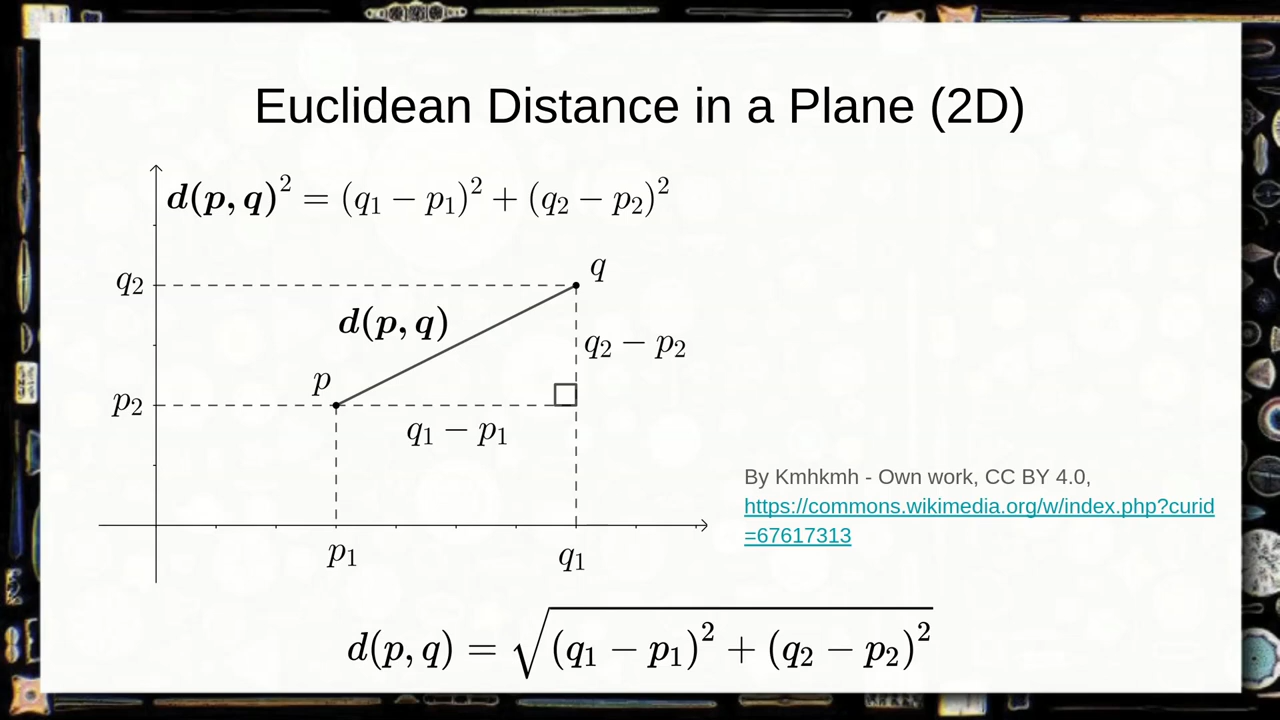 Euclidean Distance in a Plane (2D)
d(p, q)² = (q₁ − p₁)² + (q₂ − p₂)²
q
q₂
d(p, q)
q₂ − p₂
p
p₂
q₁ − p₁
p₁
q₁
By Kmhkmh - Own work, CC BY 4.0,
https://commons.wikimedia.org/w/index.php?curid
=67617313
d(p, q) = √((q₁ − p₁)² + (q₂ − p₂)²)